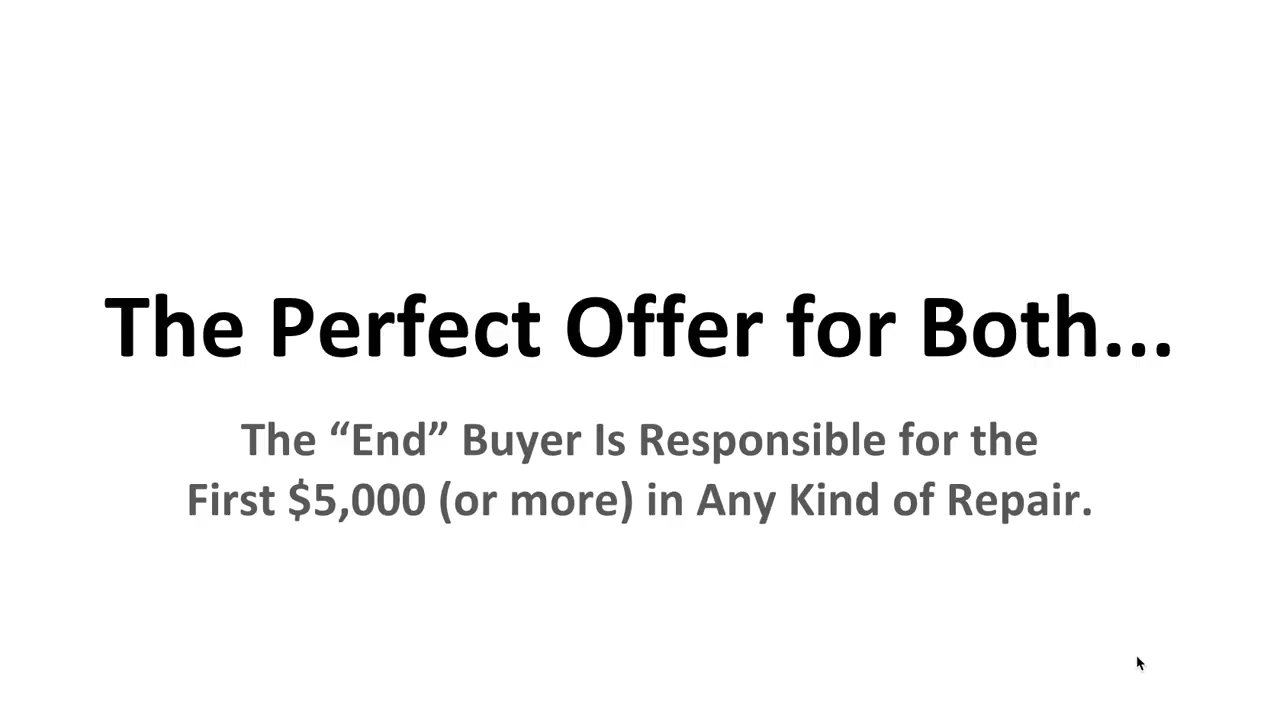 The Perfect Offer for Both...
The “End” Buyer Is Responsible for the
First $5,000 (or more) in Any Kind of Repair.